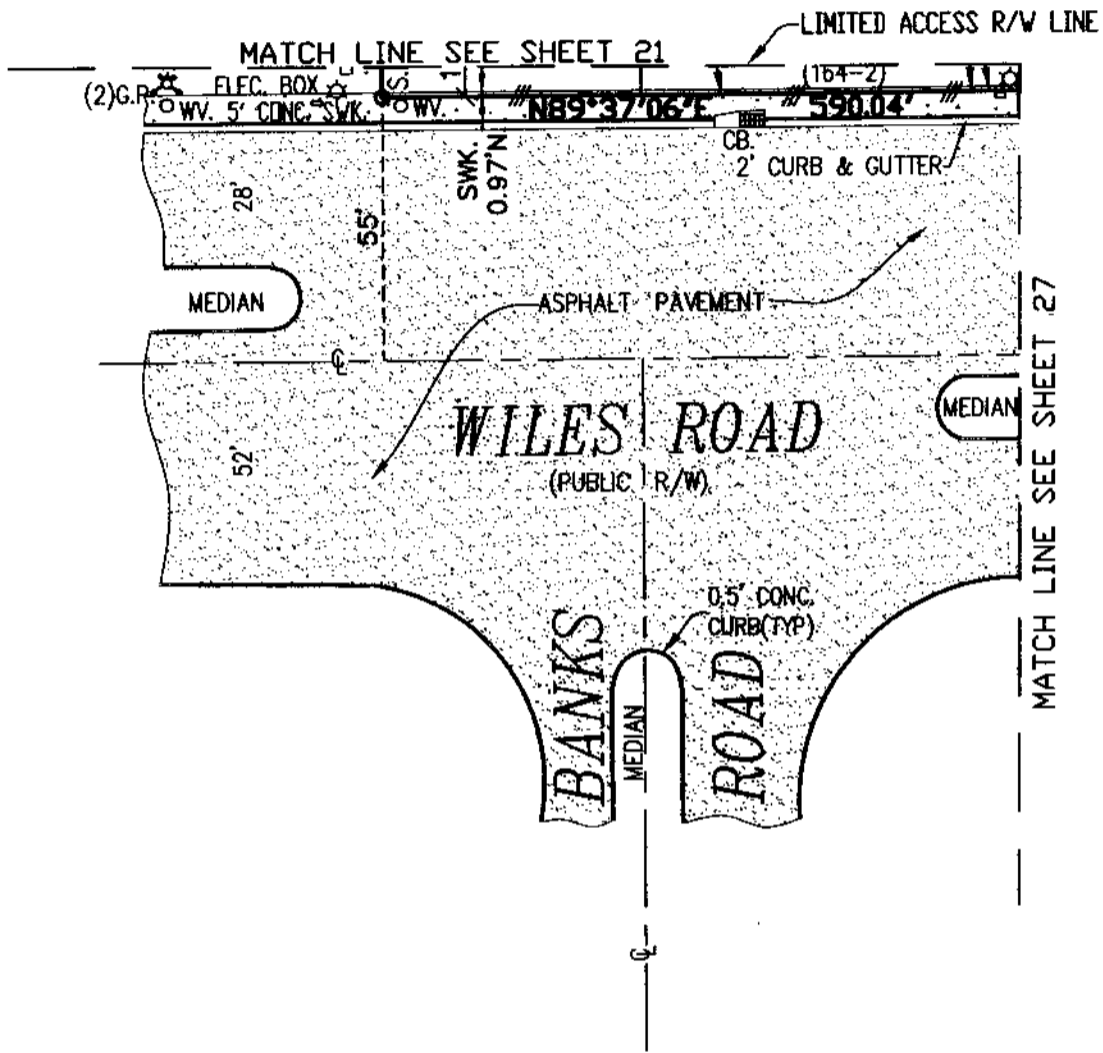 LIMITED ACCESS R/W LINE
MATCH LINE SEE SHEET 21
ELEC. BOX
(164-2)
(2)G.P.
WV. 5' CONC. SWK.
S.
WV.
1
N89°37'06"E
590.04'
CB.
2' CURB & GUTTER
SWK.
0.97'N
28'
55'
MEDIAN
ASPHALT PAVEMENT
MATCH LINE SEE SHEET 27
℄
MEDIAN
WILES ROAD
(PUBLIC R/W)
52'
0.5' CONC.
CURB(TYP)
BANKS
ROAD
MEDIAN
℄